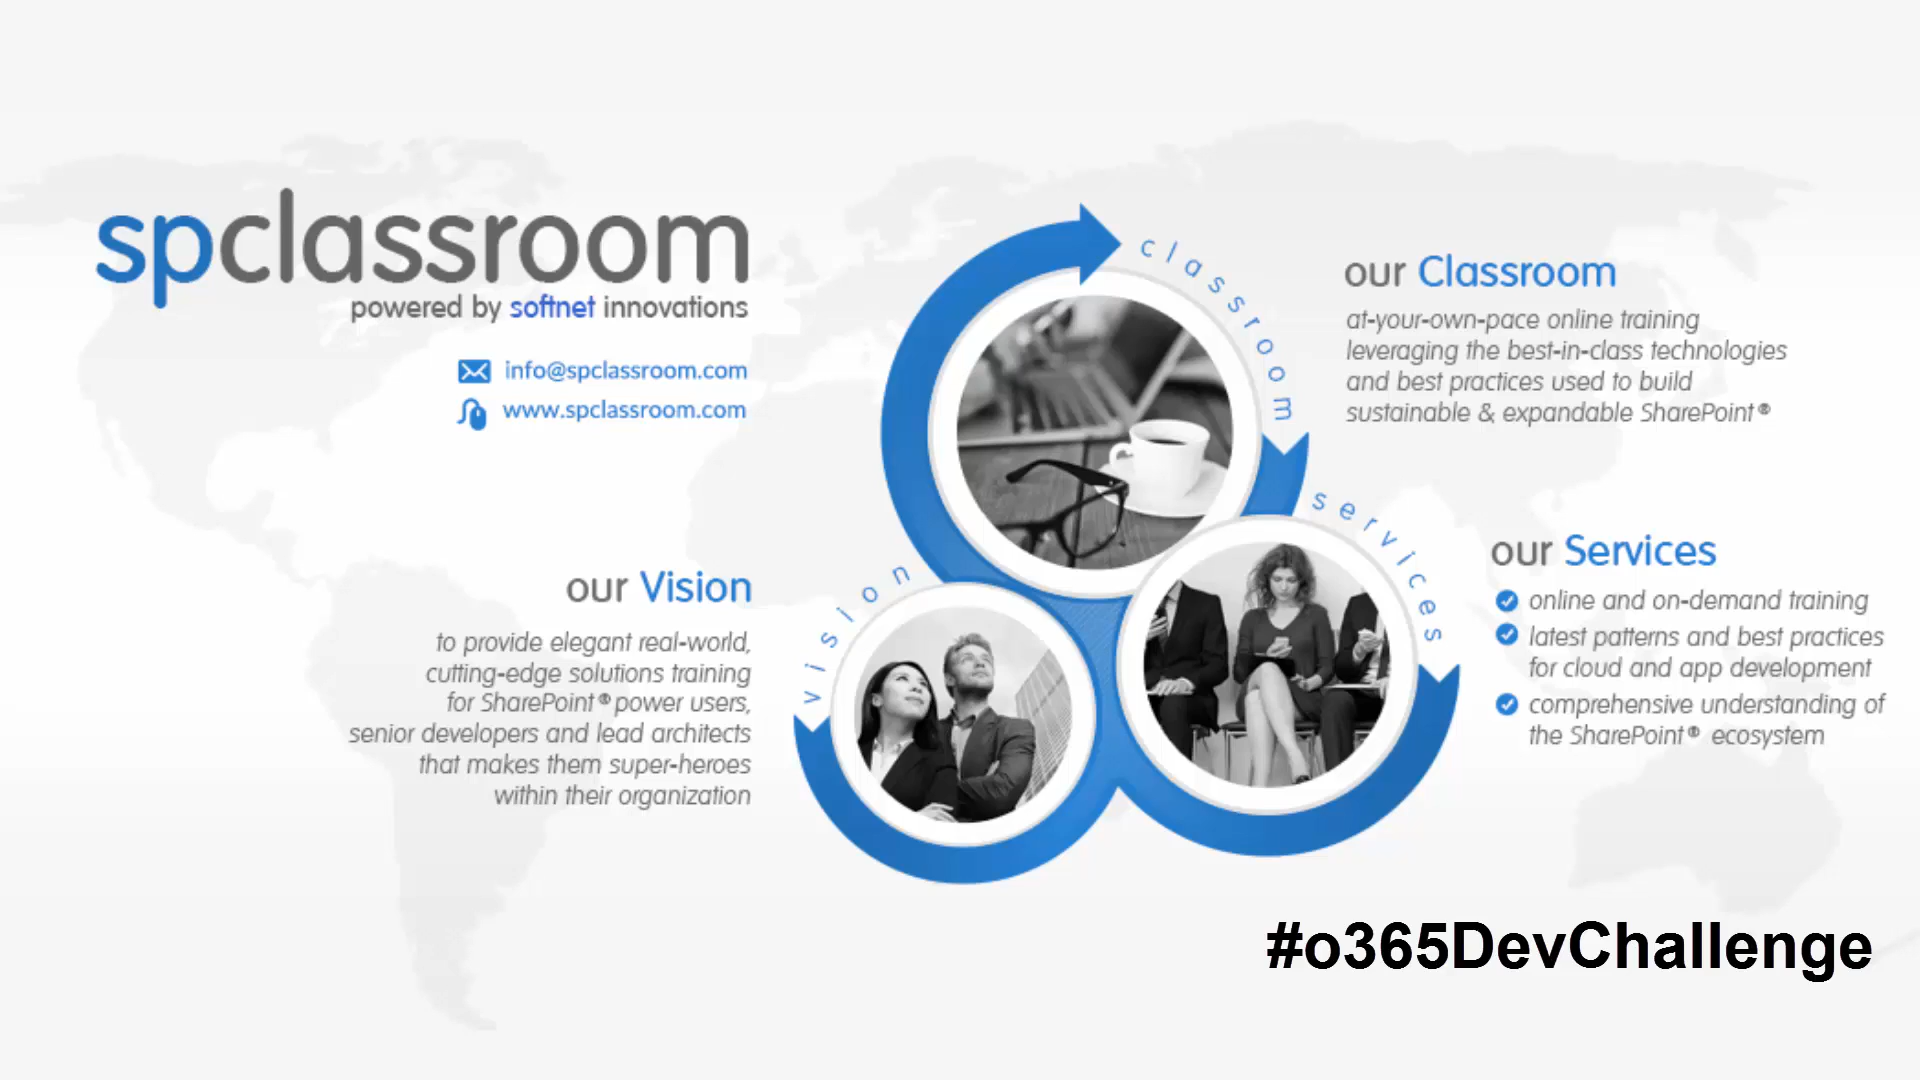 spclassroom
powered by softnet innovations
info@spclassroom.com
www.spclassroom.com
our Vision
to provide elegant real-world,
cutting-edge solutions training
for SharePoint® power users,
senior developers and lead architects
that makes them super-heroes
within their organization
vision
classroom
services
our Classroom
at-your-own-pace online training
leveraging the best-in-class technologies
and best practices used to build
sustainable & expandable SharePoint®
our Services
online and on-demand training
latest patterns and best practices
for cloud and app development
comprehensive understanding of
the SharePoint® ecosystem
#o365DevChallenge